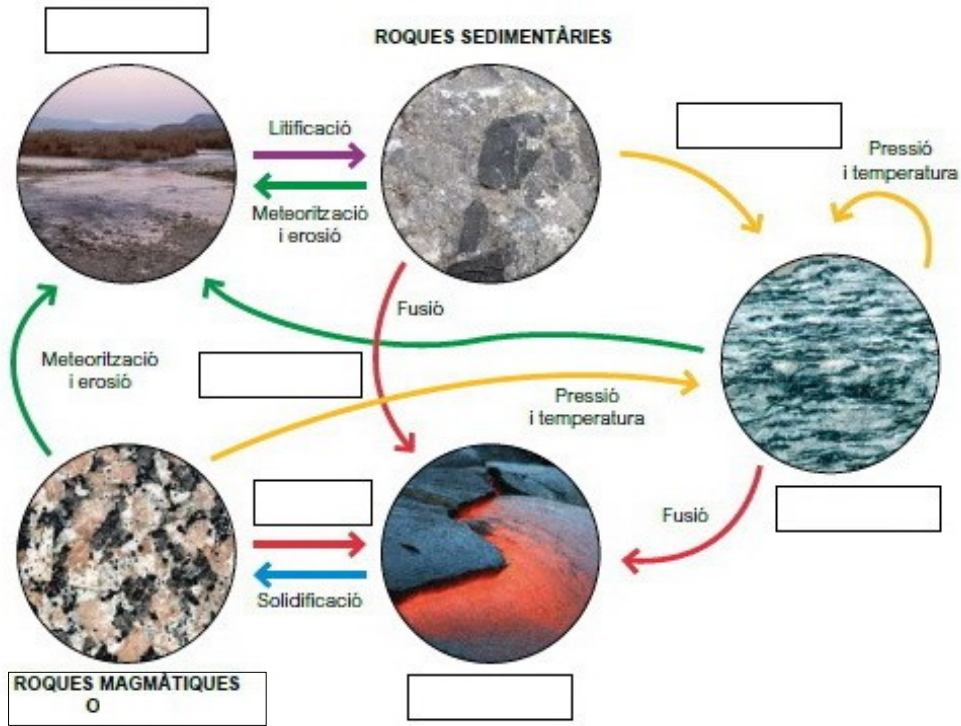 ROQUES SEDIMENTÀRIES
Litificació
Meteorització
i erosió
Pressió
i temperatura
Fusió
Meteorització
i erosió
Pressió
i temperatura
Fusió
Solidificació
ROQUES MAGMÀTIQUES
O